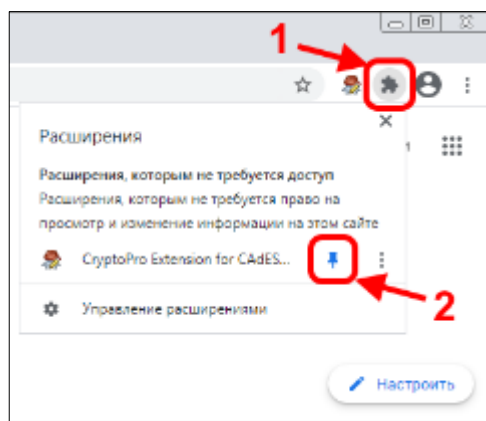 1
Расширения
Расширения, которым не требуется доступ
Расширения, которым не требуется право на
просмотр и изменение информации на этом сайте
CryptoPro Extension for CAdES...
2
Управление расширениями
Настроить